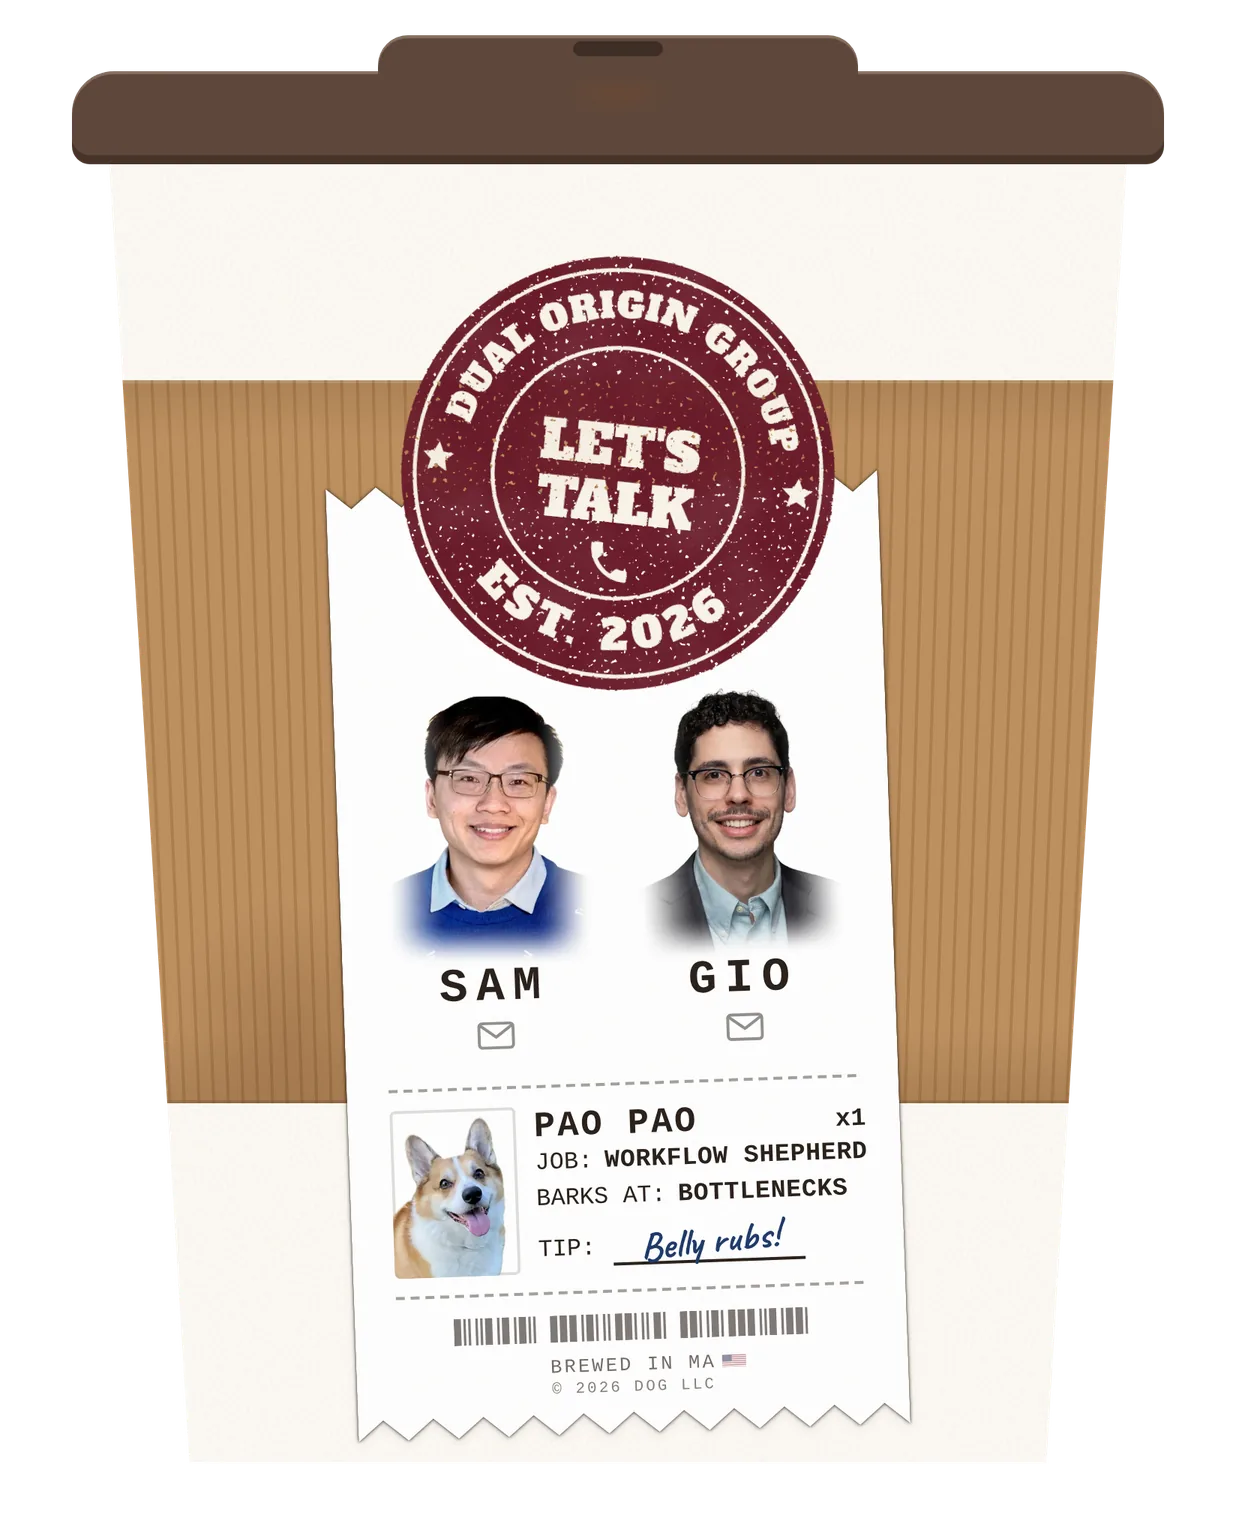 DUAL ORIGIN GROUP
LET'S
TALK
EST. 2026
SAM
GIO
PAO PAO x1
JOB: WORKFLOW SHEPHERD
BARKS AT: BOTTLENECKS
TIP: Belly rubs!
BREWED IN MA
© 2026 DOG LLC